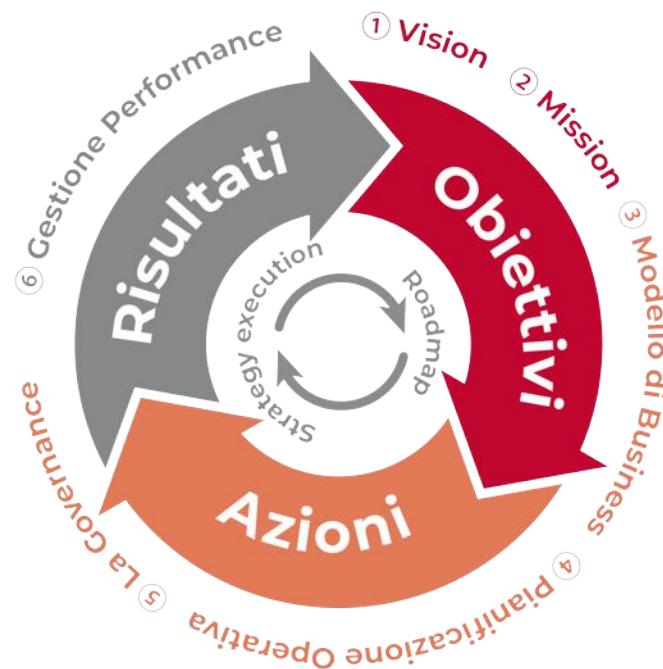 ① Vision
② Mission
③ Modello di Business
④ Pianificazione Operativa
⑤ La Governance
⑥ Gestione Performance
Obiettivi
Azioni
Risultati
Roadmap
Strategy execution